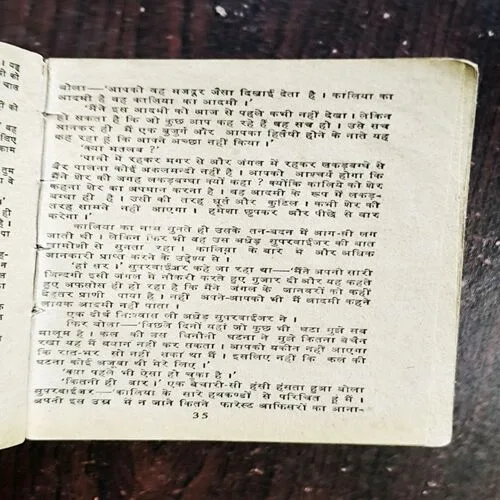 बोला—'आपको वह मजदूर जैसा दिखाई देता है । कालिया का
आदमी है वह कालिया का आदमी ।'
'मैंने इस आदमी को आज से पहले कभी नहीं देखा । लेकिन
हो सकता है कि जो कुछ आप कह रहे हैं वह सच हो । उसे सच
जानकर ही मैं एक बुजुर्ग और आपका हितैषी होने के नाते यह
कह रहा हूं कि आपने अच्छा नहीं किया ।'
'क्या मतलब ?'
'पानी में रहकर मगर से और जंगल में रहकर लकड़बग्घे से
बैर पालना कोई अकलमन्दी नहीं है । आपको आश्चर्य होगा कि
मैंने शेर की जगह लकड़बग्घा क्यों कहा ? क्योंकि कालिये को शेर
कहना शेर का अपमान करना है । वह आदमी के रूप में लकड़-
बग्घा ही है । उसी की तरह धूर्त और कुटिल । कभी शेर की
तरह सामने नहीं आएगा । हमेशा छुपकर और पीछे से वार
करेगा ।'
कालिया का नाम सुनते ही उसके तन-बदन में आग-सी लग
जाती थी । लेकिन फिर भी वह उस अधेड़ सुपरवाईजर की बात
खामोशी से सुनता रहा । कालिया के बारे में और अधिक
जानकारी प्राप्त करने के उद्देश्य से ।
'हां सर ।' सुपरवाईजर कहे जा रहा था—'मैंने अपनी सारी
जिन्दगी इसी जंगल में नौकरी करते हुए गुजार दी और यह कहते
हुए अफसोस ही हो रहा है कि मैंने जंगल के जानवरों को कहीं
बेहतर प्राणी पाया है । नहीं अपने-आपको भी मैं आदमी कहने
लायक आदमी नहीं पाता ।'
एक दीर्घ निःश्वास ली अधेड़ सुपरवाईजर ने ।
फिर बोला—'पिछले दिनों यहां जो कुछ भी घटा मुझे सब
मालूम है । कल की उस घिनौनी घटना ने मुझे कितना बेचैन
रखा यह मैं बयान नहीं कर सकता । आपको यकीन नहीं आएगा
कि रात-भर सो नहीं सका था मैं । इसलिए नहीं कि कल की
घटना कोई अजूबा थी मेरे लिए ।'
'क्या पहले भी ऐसा हो चुका है ।'
'कितनी ही बार ।' एक बेचारी-सी हंसी हंसता हुआ बोला
सुपरवाईजर—'कालिया के सारे हथकण्डों से परिचित हूं मैं ।
अपनी इस उम्र में न जाने कितने फारेस्ट आफिसरों का आना-
35